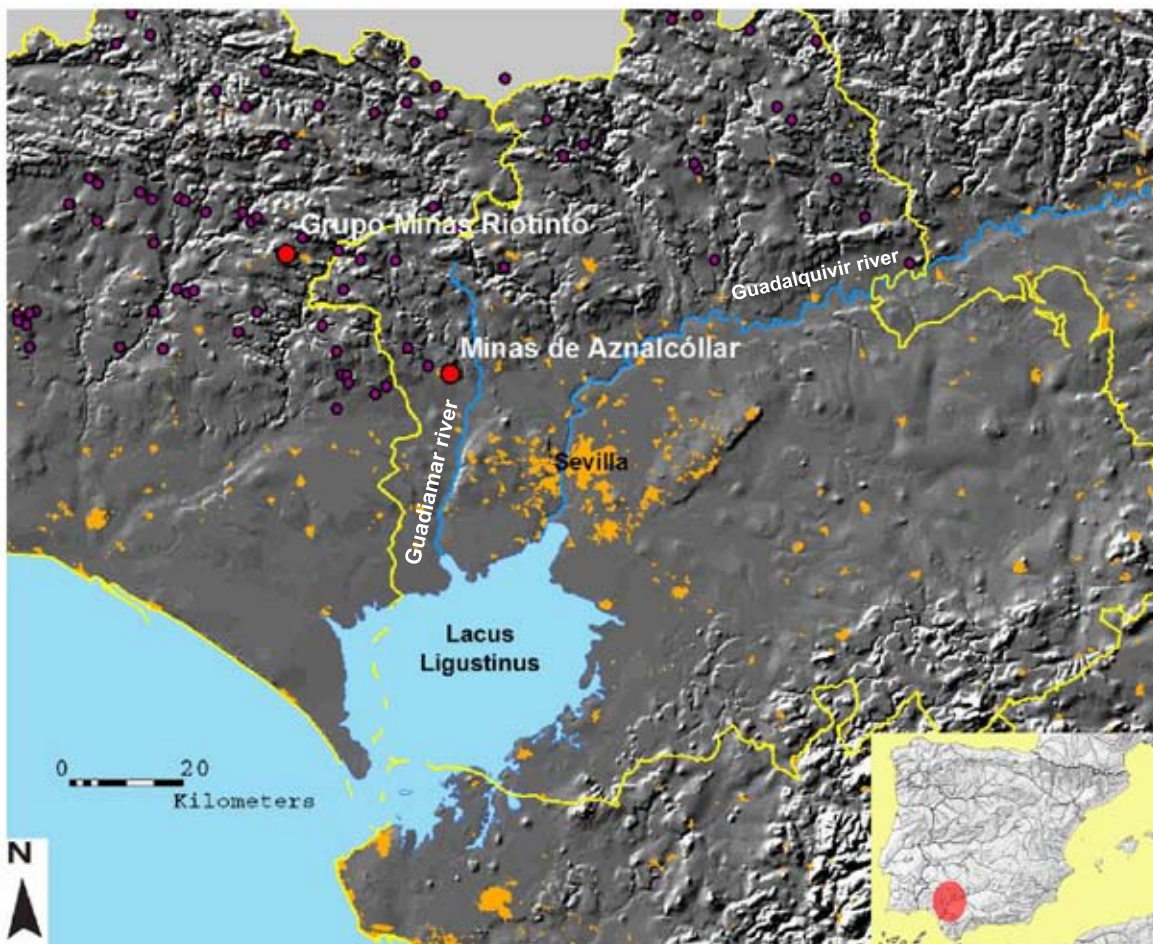 Grupo Minas Riotinto
Guadalquivir river
Minas de Aznalcóllar
Guadiamar river
Sevilla
Lacus
Ligustinus
0 20
Kilometers
N